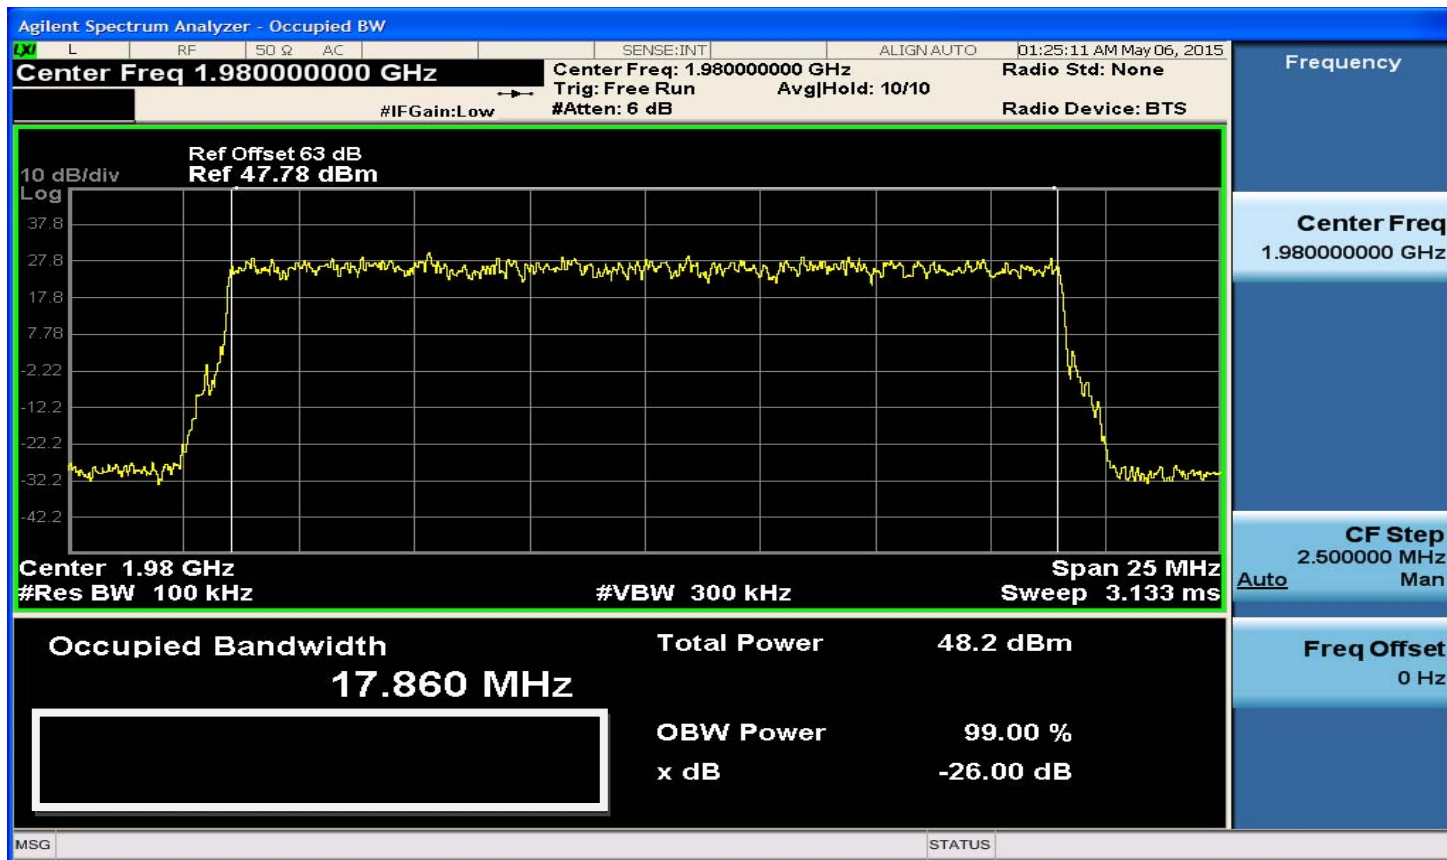 Agilent Spectrum Analyzer - Occupied BW
LXI L RF 50 Ω AC SENSE:INT ALIGN AUTO 01:25:11 AM May 06, 2015
Center Freq 1.980000000 GHz
Center Freq: 1.980000000 GHz Radio Std: None
Trig: Free Run Avg|Hold: 10/10
#IFGain:Low #Atten: 6 dB Radio Device: BTS
Ref Offset 63 dB
10 dB/div Ref 47.78 dBm
Log
37.8
27.8
17.8
7.78
-2.22
-12.2
-22.2
-32.2
-42.2
Center 1.98 GHz Span 25 MHz
#Res BW 100 kHz #VBW 300 kHz Sweep 3.133 ms
Occupied Bandwidth Total Power 48.2 dBm
17.860 MHz
OBW Power 99.00 %
x dB -26.00 dB
MSG STATUS
Frequency
Center Freq
1.980000000 GHz
CF Step
2.500000 MHz
Auto Man
Freq Offset
0 Hz